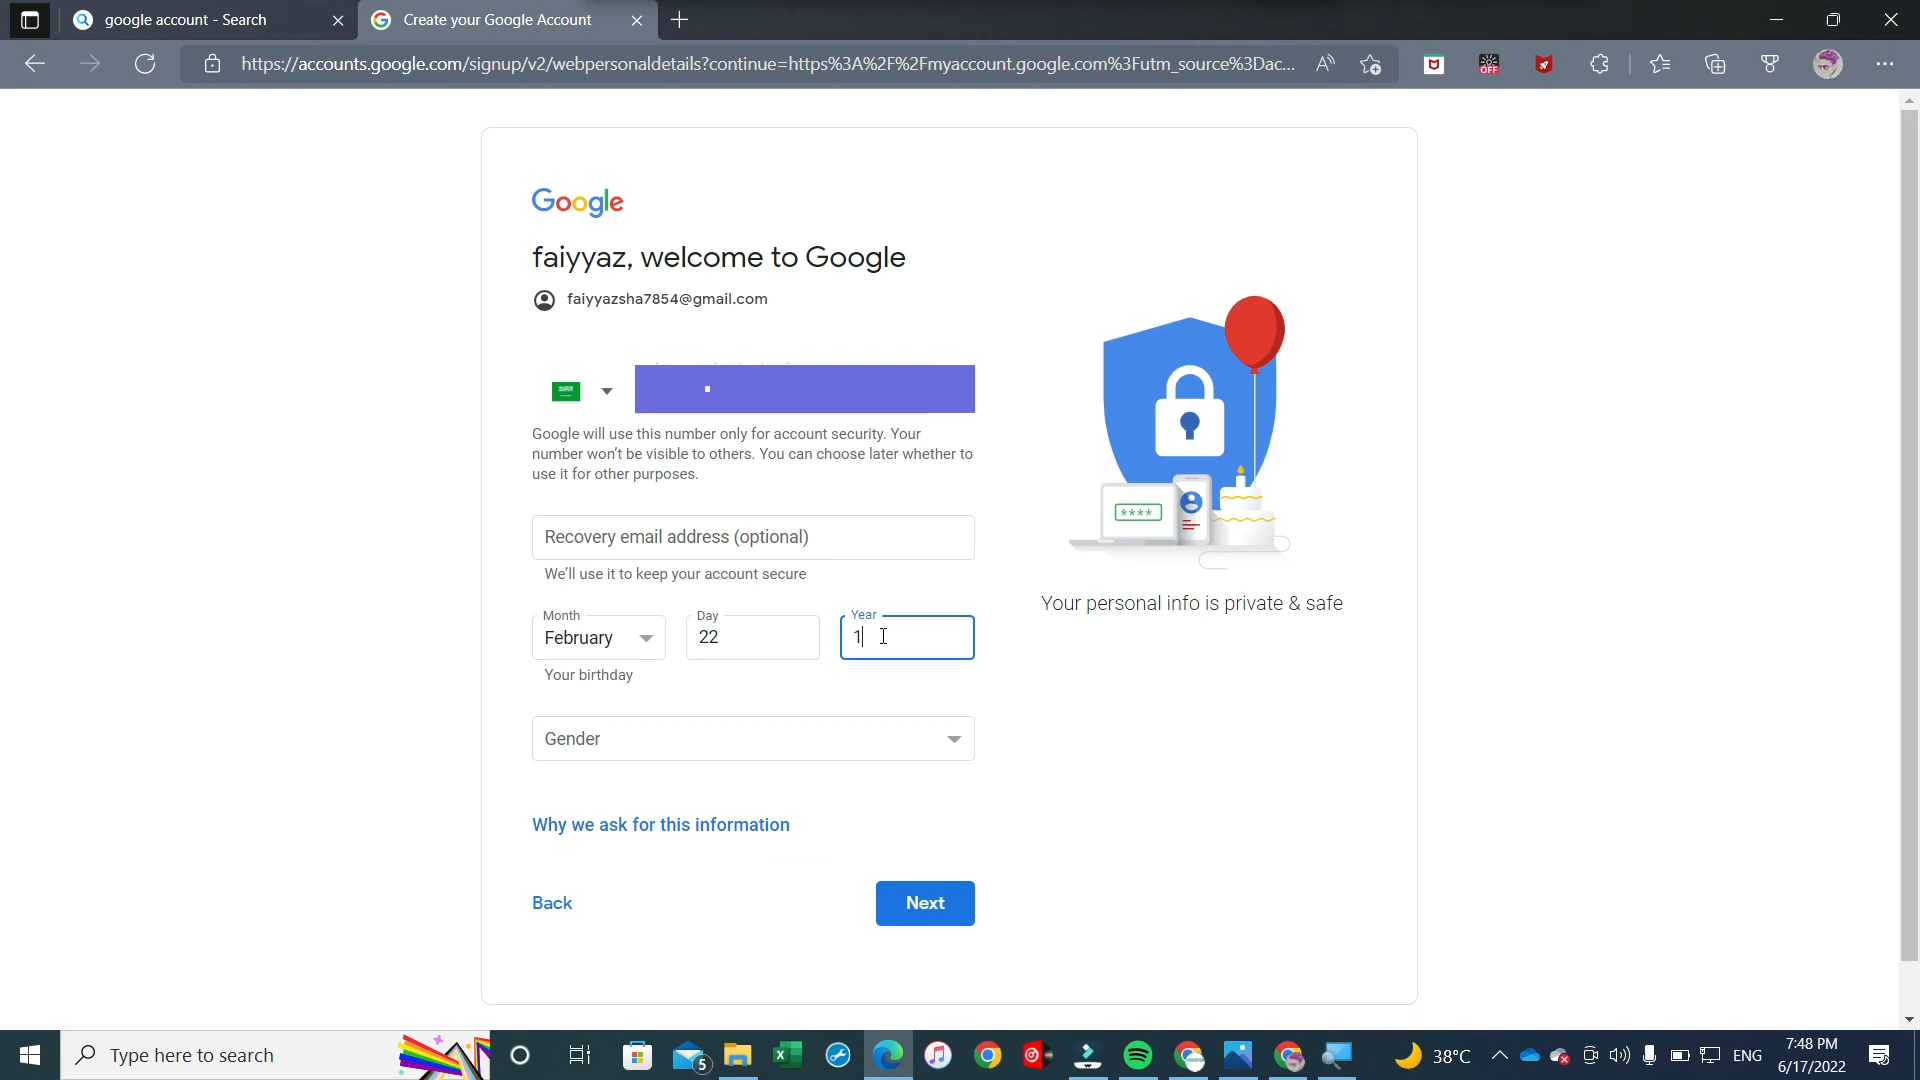 google account - Search
Create your Google Account
https://accounts.google.com/signup/v2/webpersonaldetails?continue=https%3A%2F%2Fmyaccount.google.com%3Futm_source%3Dac...
OFF
Google
faiyyaz, welcome to Google
faiyyazsha7854@gmail.com
Google will use this number only for account security. Your
number won't be visible to others. You can choose later whether to
use it for other purposes.
Recovery email address (optional)
We'll use it to keep your account secure
Month
Day
Year
February
22
1
Your birthday
Gender
Why we ask for this information
Back
Next
****
Your personal info is private & safe
Type here to search
5
38°C
ENG
7:48 PM
6/17/2022